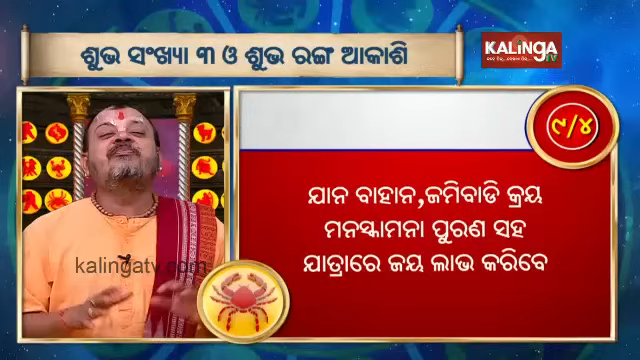 ଶୁଭ ସଂଖ୍ୟା ୩ ଓ ଶୁଭ ରଙ୍ଗ ଆକାଶି
KALINGA
TV
୯/୪
ଯାନ ବାହାନ,ଜମିବାଡି କ୍ରୟ
ମନସ୍କାମନା ପୁରଣ ସହ
ଯାତ୍ରାରେ ଜୟ ଲାଭ କରିବେ
kalingatv.com